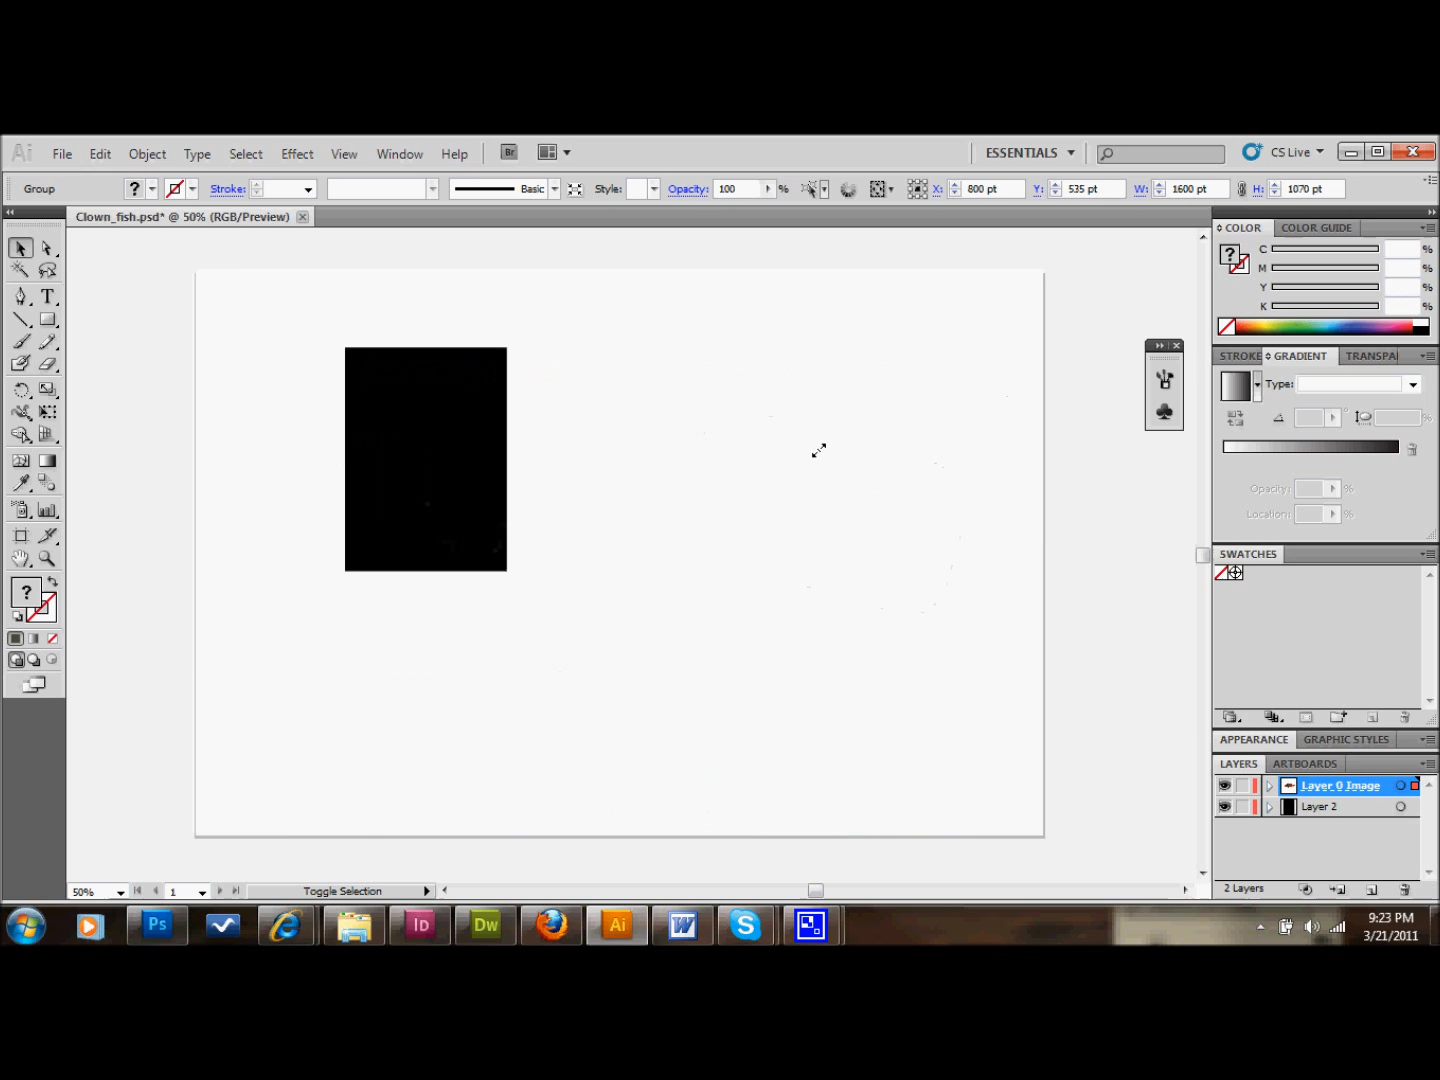 Ai File Edit Object Type Select Effect View Window Help Br ESSENTIALS CS Live
Group ? Stroke: Basic Style: Opacity: 100 % X: 800 pt Y: 535 pt W: 1600 pt H: 1070 pt
Clown_fish.psd* @ 50% (RGB/Preview)
COLOR COLOR GUIDE
? C %
M %
Y %
K %
STROKE GRADIENT TRANSPA
Type:
%
Opacity: %
Location: %
SWATCHES
T
?
APPEARANCE GRAPHIC STYLES
LAYERS ARTBOARDS
Layer 0 Image
Layer 2
2 Layers
50% 1 Toggle Selection
Ps Id Dw Ai W S
9:23 PM
3/21/2011